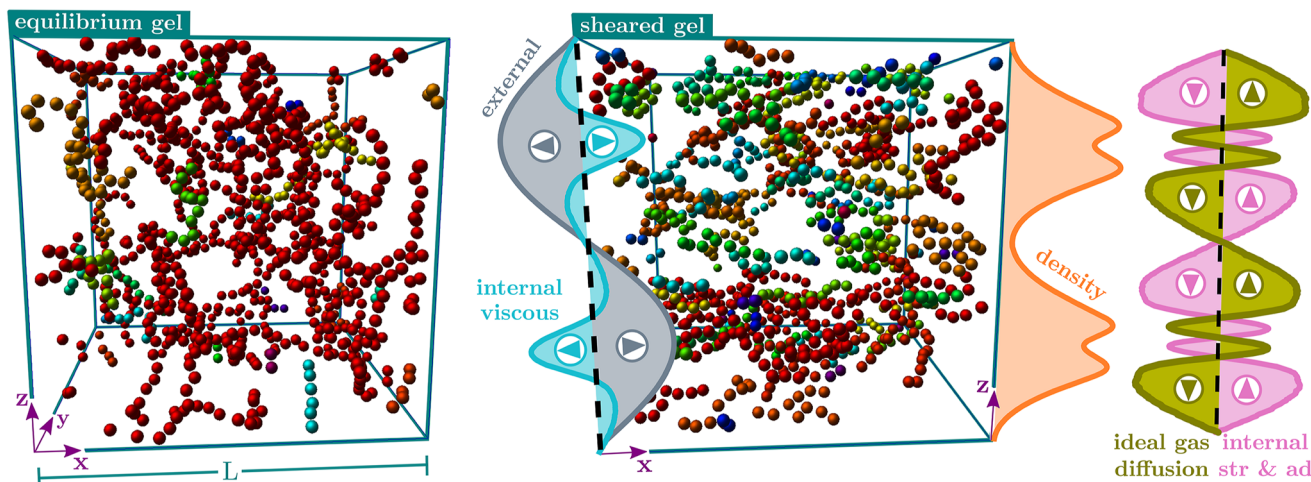 equilibrium gel
z
y
x
L
sheared gel
external
internal
viscous
z
x
density
ideal gas
diffusion
internal
str & ad